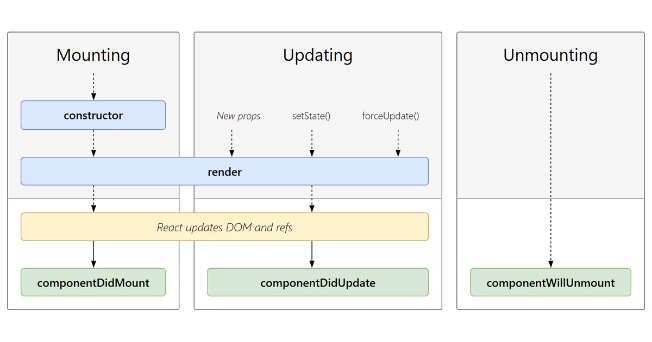 Mounting
Updating
Unmounting
constructor
New props
setState()
forceUpdate()
render
React updates DOM and refs
componentDidMount
componentDidUpdate
componentWillUnmount